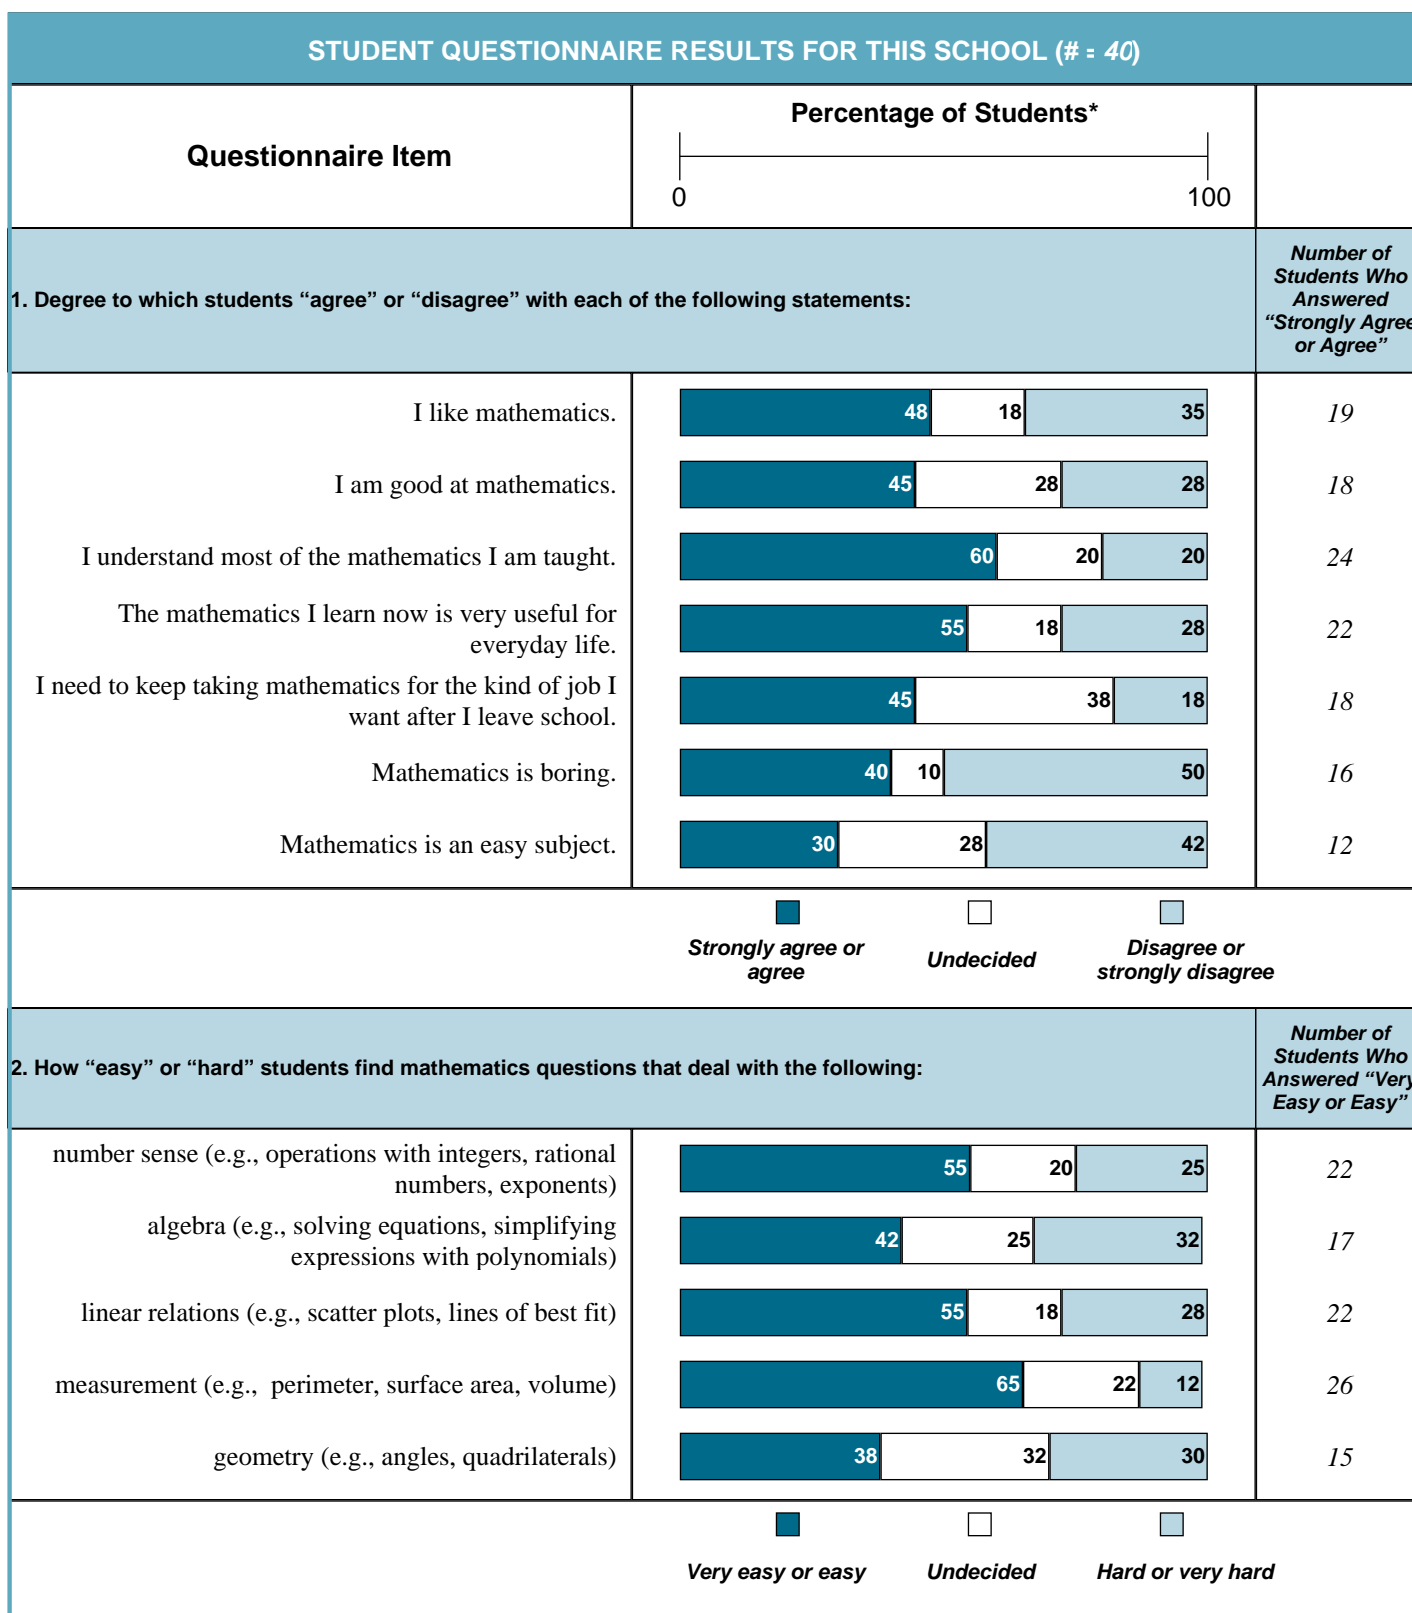 STUDENT QUESTIONNAIRE RESULTS FOR THIS SCHOOL (# = 40)
Questionnaire Item
Percentage of Students*
0 100
1. Degree to which students “agree” or “disagree” with each of the following statements:
Number of
Students Who
Answered
“Strongly Agree
or Agree”
I like mathematics. 48 18 35 19
I am good at mathematics. 45 28 28 18
I understand most of the mathematics I am taught. 60 20 20 24
The mathematics I learn now is very useful for
everyday life. 55 18 28 22
I need to keep taking mathematics for the kind of job I
want after I leave school. 45 38 18 18
Mathematics is boring. 40 10 50 16
Mathematics is an easy subject. 30 28 42 12
Strongly agree or
agree
Undecided
Disagree or
strongly disagree
2. How “easy” or “hard” students find mathematics questions that deal with the following:
Number of
Students Who
Answered “Very
Easy or Easy”
number sense (e.g., operations with integers, rational
numbers, exponents) 55 20 25 22
algebra (e.g., solving equations, simplifying
expressions with polynomials) 42 25 32 17
linear relations (e.g., scatter plots, lines of best fit) 55 18 28 22
measurement (e.g., perimeter, surface area, volume) 65 22 12 26
geometry (e.g., angles, quadrilaterals) 38 32 30 15
Very easy or easy
Undecided
Hard or very hard